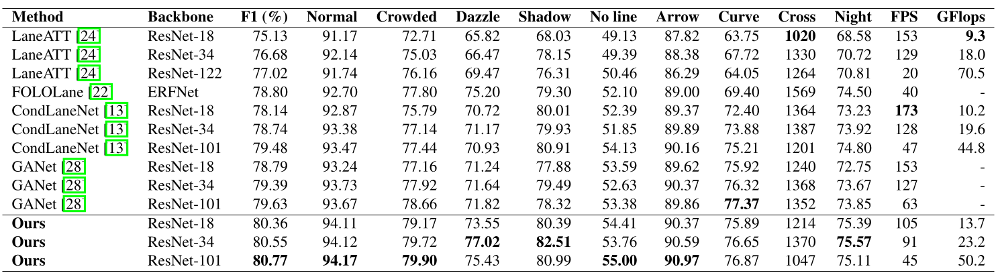 Method Backbone F1 (%) Normal Crowded Dazzle Shadow No line Arrow Curve Cross Night FPS GFlops
LaneATT [24] ResNet-18 75.13 91.17 72.71 65.82 68.03 49.13 87.82 63.75 1020 68.58 153 9.3
LaneATT [24] ResNet-34 76.68 92.14 75.03 66.47 78.15 49.39 88.38 67.72 1330 70.72 129 18.0
LaneATT [24] ResNet-122 77.02 91.74 76.16 69.47 76.31 50.46 86.29 64.05 1264 70.81 20 70.5
FOLOLane [22] ERFNet 78.80 92.70 77.80 75.20 79.30 52.10 89.00 69.40 1569 74.50 40 -
CondLaneNet [13] ResNet-18 78.14 92.87 75.79 70.72 80.01 52.39 89.37 72.40 1364 73.23 173 10.2
CondLaneNet [13] ResNet-34 78.74 93.38 77.14 71.17 79.93 51.85 89.89 73.88 1387 73.92 128 19.6
CondLaneNet [13] ResNet-101 79.48 93.47 77.44 70.93 80.91 54.13 90.16 75.21 1201 74.80 47 44.8
GANet [28] ResNet-18 78.79 93.24 77.16 71.24 77.88 53.59 89.62 75.92 1240 72.75 153 -
GANet [28] ResNet-34 79.39 93.73 77.92 71.64 79.49 52.63 90.37 76.32 1368 73.67 127 -
GANet [28] ResNet-101 79.63 93.67 78.66 71.82 78.32 53.38 89.86 77.37 1352 73.85 63 -
Ours ResNet-18 80.36 94.11 79.17 73.55 80.39 54.41 90.37 75.89 1214 75.39 105 13.7
Ours ResNet-34 80.55 94.12 79.72 77.02 82.51 53.76 90.59 76.65 1370 75.57 91 23.2
Ours ResNet-101 80.77 94.17 79.90 75.43 80.99 55.00 90.97 76.87 1047 75.11 45 50.2